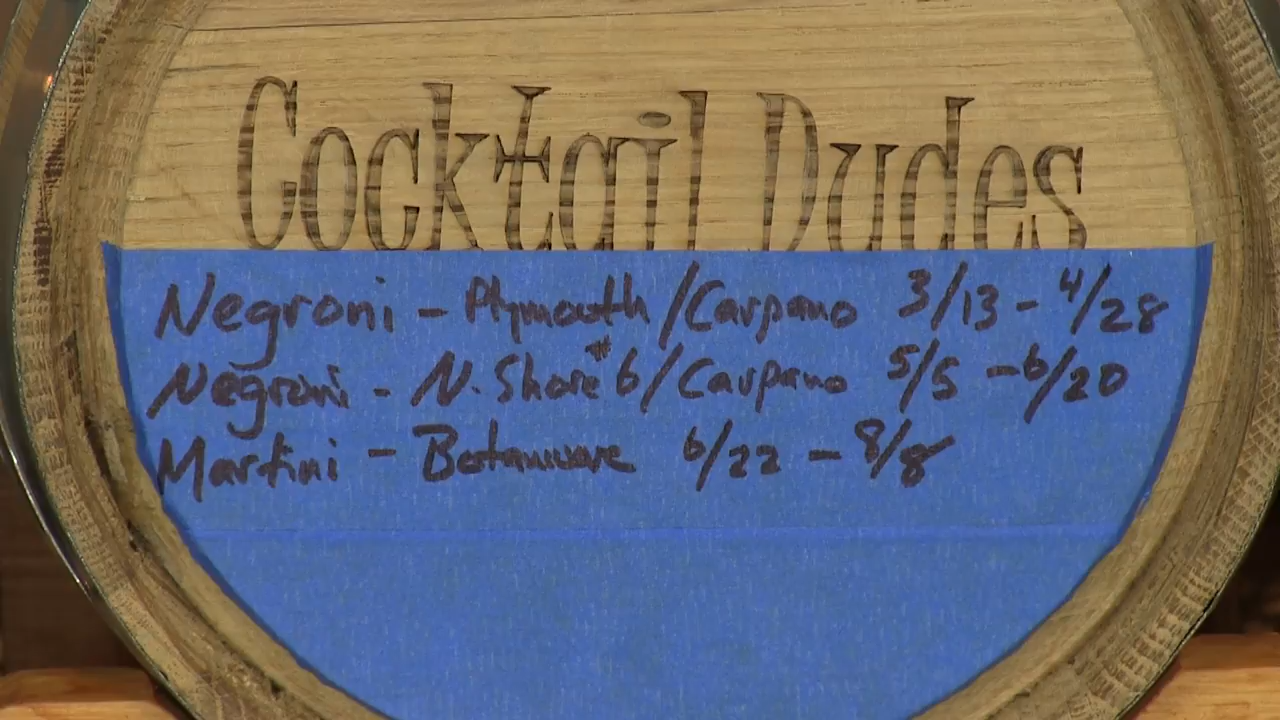 Cocktail Dudes
Negroni - Plymouth/Carpano 3/13 - 4/28
Negroni - N. Shore #6/Carpano 5/5 - 6/20
Martini - 6/22 - 8/8